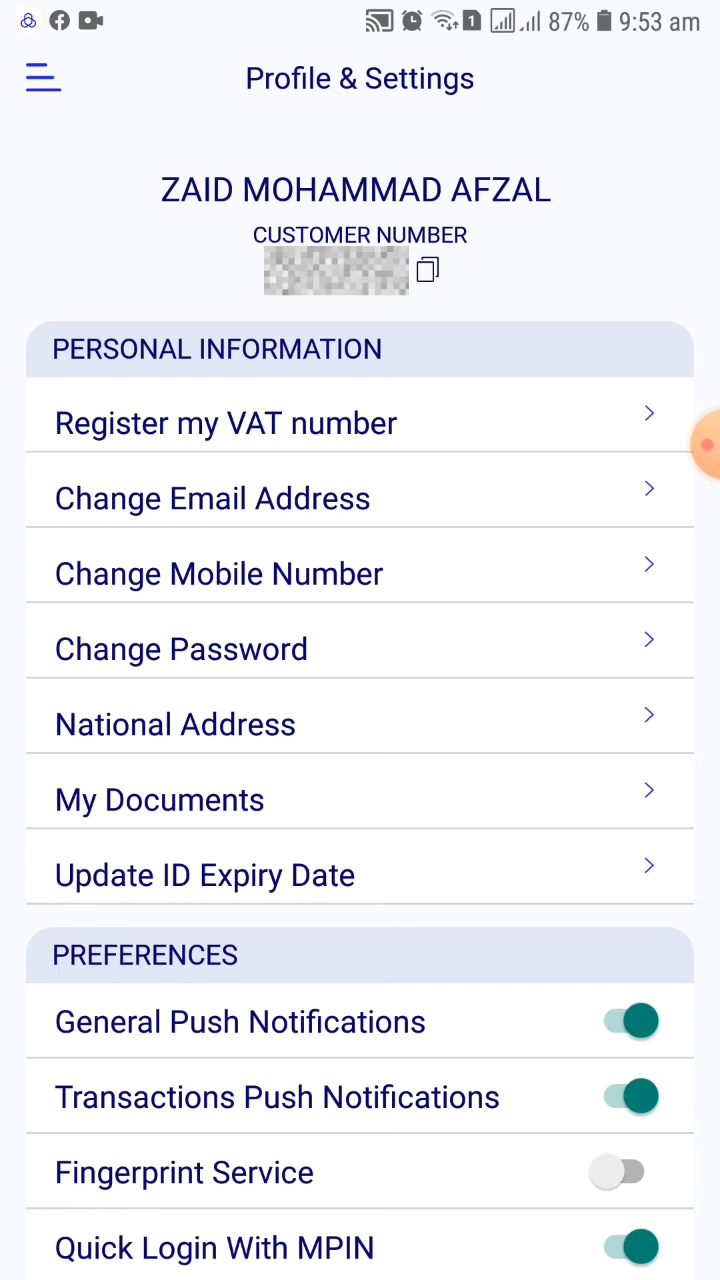 1 87% 9:53 am
Profile & Settings
ZAID MOHAMMAD AFZAL
CUSTOMER NUMBER
PERSONAL INFORMATION
Register my VAT number
Change Email Address
Change Mobile Number
Change Password
National Address
My Documents
Update ID Expiry Date
PREFERENCES
General Push Notifications
Transactions Push Notifications
Fingerprint Service
Quick Login With MPIN